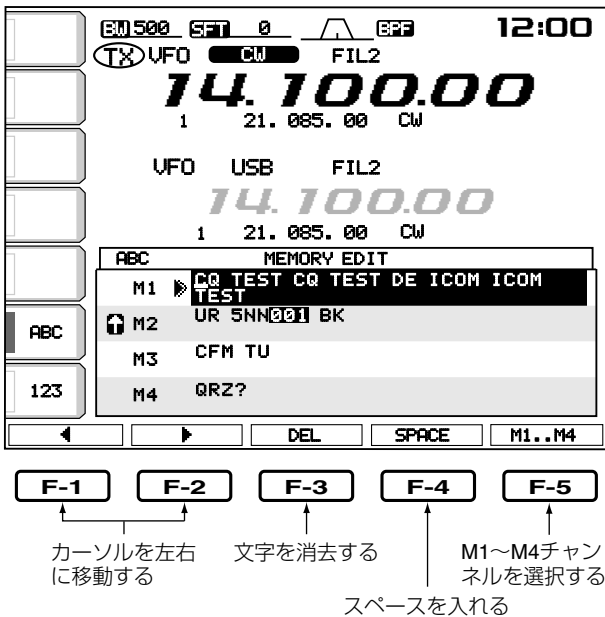 BW 500 SFT 0 BPF 12:00
TX VFO CW FIL2
14.100.00
1 21.085.00 CW
VFO USB FIL2
14.100.00
1 21.085.00 CW
ABC MEMORY EDIT
M1 CQ TEST CQ TEST DE ICOM ICOM
TEST
M2 UR 5NN001 BK
M3 CFM TU
M4 QRZ?
ABC
123
◀ ▶ DEL SPACE M1..M4
F-1 F-2 F-3 F-4 F-5
カーソルを左右
に移動する
文字を消去する
M1～M4チャン
ネルを選択する
スペースを入れる